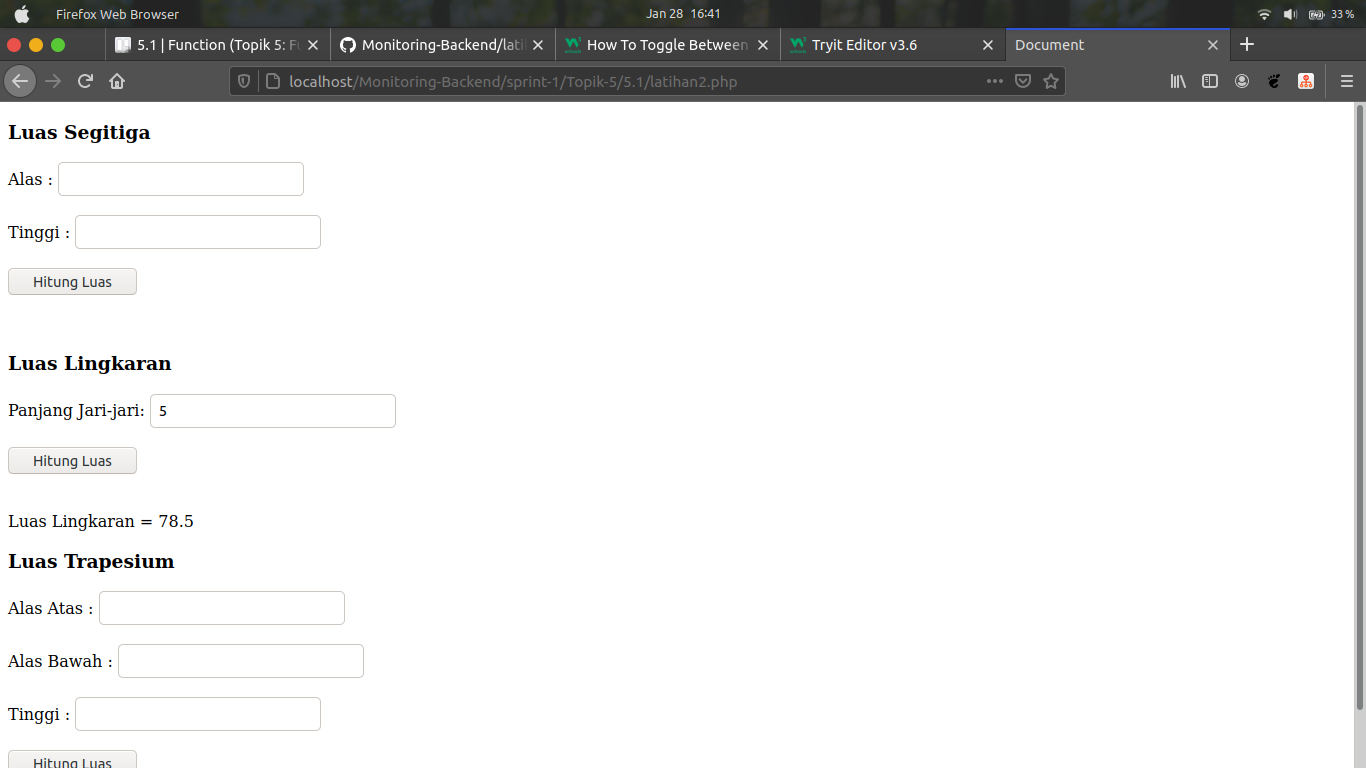 Firefox Web Browser Jan 28 16:41 33 %
5.1 | Function (Topik 5: Fu Monitoring-Backend/lati How To Toggle Between Tryit Editor v3.6 Document
localhost/Monitoring-Backend/sprint-1/Topik-5/5.1/latihan2.php
Luas Segitiga
Alas :
Tinggi :
Hitung Luas
Luas Lingkaran
Panjang Jari-jari: 5
Hitung Luas
Luas Lingkaran = 78.5
Luas Trapesium
Alas Atas :
Alas Bawah :
Tinggi :
Hitung Luas